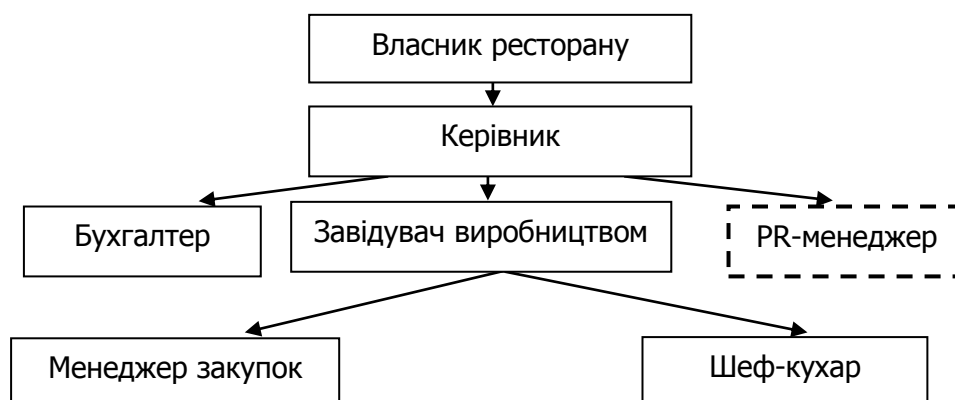 Власник ресторану
Керівник
Бухгалтер
Завідувач виробництвом
PR-менеджер
Менеджер закупок
Шеф-кухар